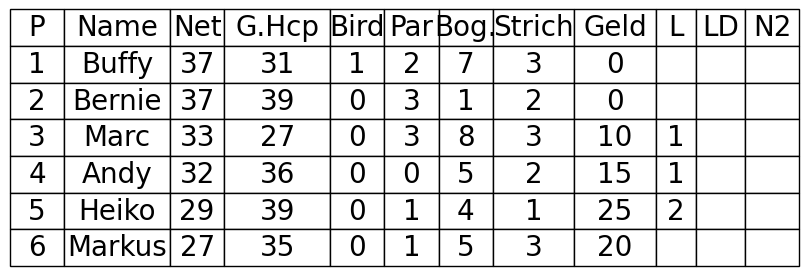 P Name Net G.Hcp Bird Par Bog. Strich Geld L LD N2
1 Buffy 37 31 1 2 7 3 0
2 Bernie 37 39 0 3 1 2 0
3 Marc 33 27 0 3 8 3 10 1
4 Andy 32 36 0 0 5 2 15 1
5 Heiko 29 39 0 1 4 1 25 2
6 Markus 27 35 0 1 5 3 20